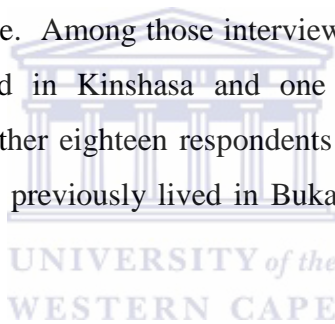 e. Among those interview
d in Kinshasa and one
ther eighteen respondents
previously lived in Buka
UNIVERSITY of the
WESTERN CAPE